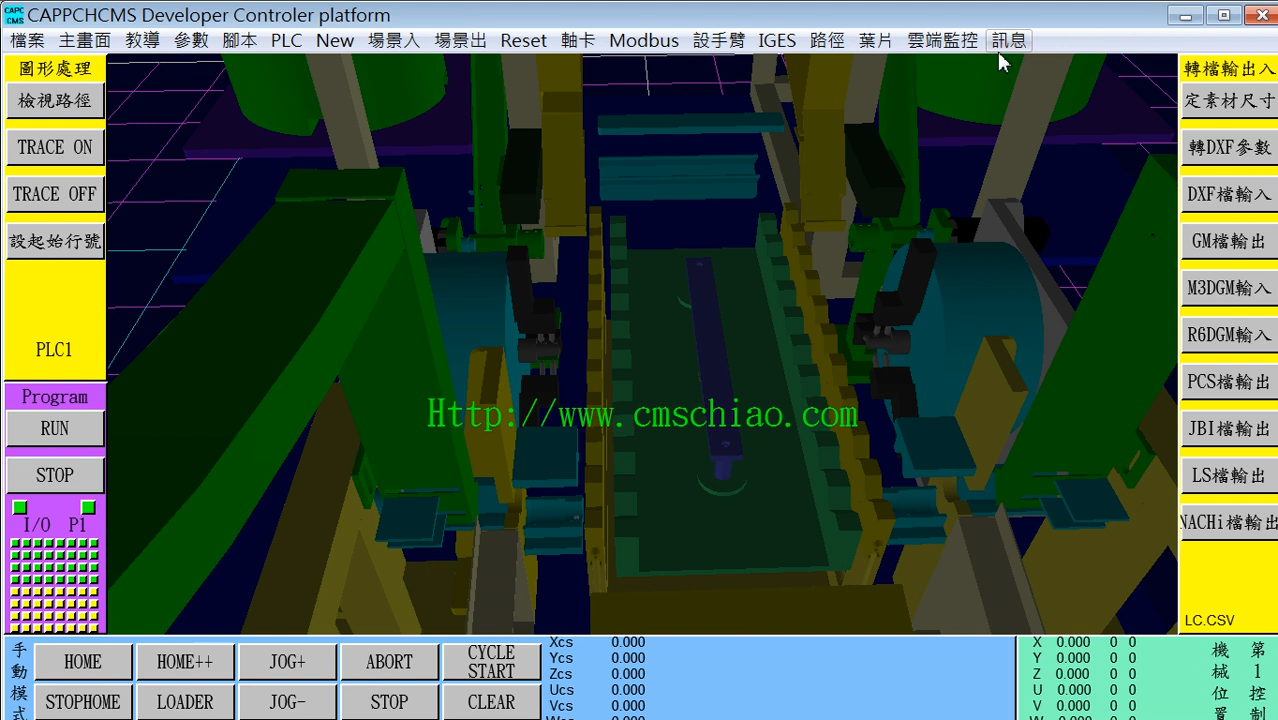 CAPC
CMS
CAPPCHCMS Developer Controler platform
檔案 主畫面 教導 參數 腳本 PLC New 場景入 場景出 Reset 軸卡 Modbus 設手臂 IGES 路徑 葉片 雲端監控 訊息
圖形處理
檢視路徑
TRACE ON
TRACE OFF
設起始行號
PLC1
Program
RUN
STOP
I/O P1
Http://www.cmschiao.com
轉檔輸出入
定素材尺寸
轉DXF參數
DXF檔輸入
GM檔輸出
M3DGM輸入
R6DGM輸入
PCS檔輸出
JBI檔輸出
LS檔輸出
NACHi檔輸出
LC.CSV
手動模式
HOME HOME++ JOG+ ABORT CYCLE START
STOPHOME LOADER JOG- STOP CLEAR
Xcs 0.000
Ycs 0.000
Zcs 0.000
Ucs 0.000
Vcs 0.000
Wcs 0.000
X 0.000 0 0
Y 0.000 0 0
Z 0.000 0 0
U 0.000 0 0
V 0.000 0 0
W 0.000 0 0
機械位置
第1控制